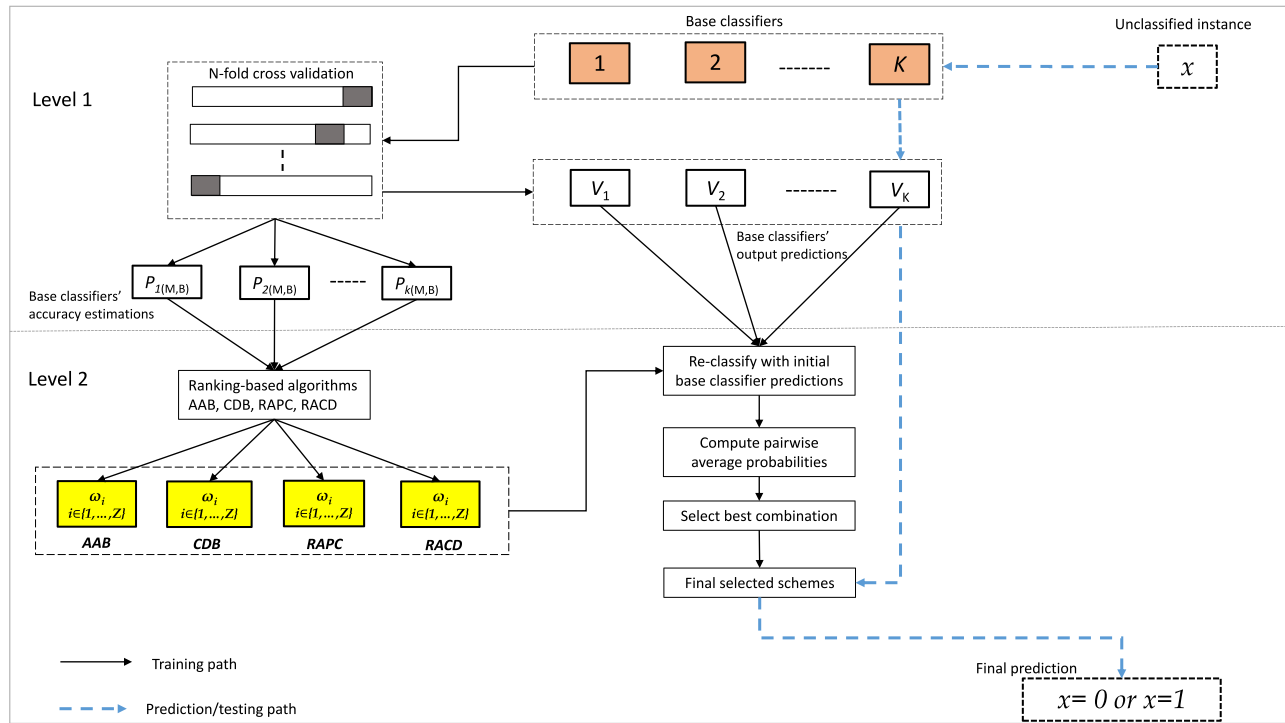 Base classifiers
Unclassified instance
1
2
-------
K
x
N-fold cross validation
Level 1
V1
V2
-------
VK
Base classifiers’
output predictions
P1(M,B)
P2(M,B)
-----
Pk(M,B)
Base classifiers’
accuracy estimations
Level 2
Ranking-based algorithms
AAB, CDB, RAPC, RACD
Re-classify with initial
base classifier predictions
Compute pairwise
average probabilities
Select best combination
Final selected schemes
ωi
i∈{1,...,Z}
ωi
i∈{1,...,Z}
ωi
i∈{1,...,Z}
ωi
i∈{1,...,Z}
AAB
CDB
RAPC
RACD
Training path
Prediction/testing path
Final prediction
x= 0 or x=1